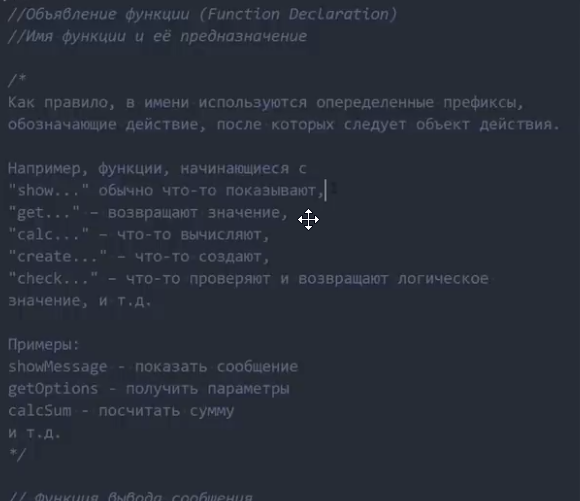 //Объявление функции (Function Declaration)
//Имя функции и её предназначение
/*
Как правило, в имени используются опеределенные префиксы,
обозначающие действие, после которых следует объект действия.
Например, функции, начинающиеся с
"show..." обычно что-то показывают,
"get..." – возвращают значение,
"calc..." – что-то вычисляют,
"create..." – что-то создают,
"check..." – что-то проверяют и возвращают логическое
значение, и т.д.
Примеры:
showMessage - показать сообщение
getOptions - получить параметры
calcSum - посчитать сумму
и т.д.
*/
// Функция вывода сообщения